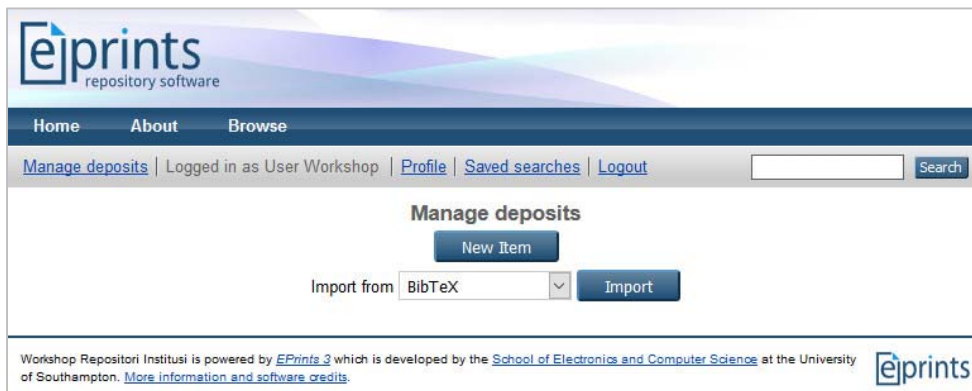 eprints
repository software
Home About Browse
Manage deposits | Logged in as User Workshop | Profile | Saved searches | Logout Search
Manage deposits
New Item
Import from BibTeX Import
Workshop Repositori Institusi is powered by EPrints 3 which is developed by the School of Electronics and Computer Science at the University
of Southampton. More information and software credits.
eprints